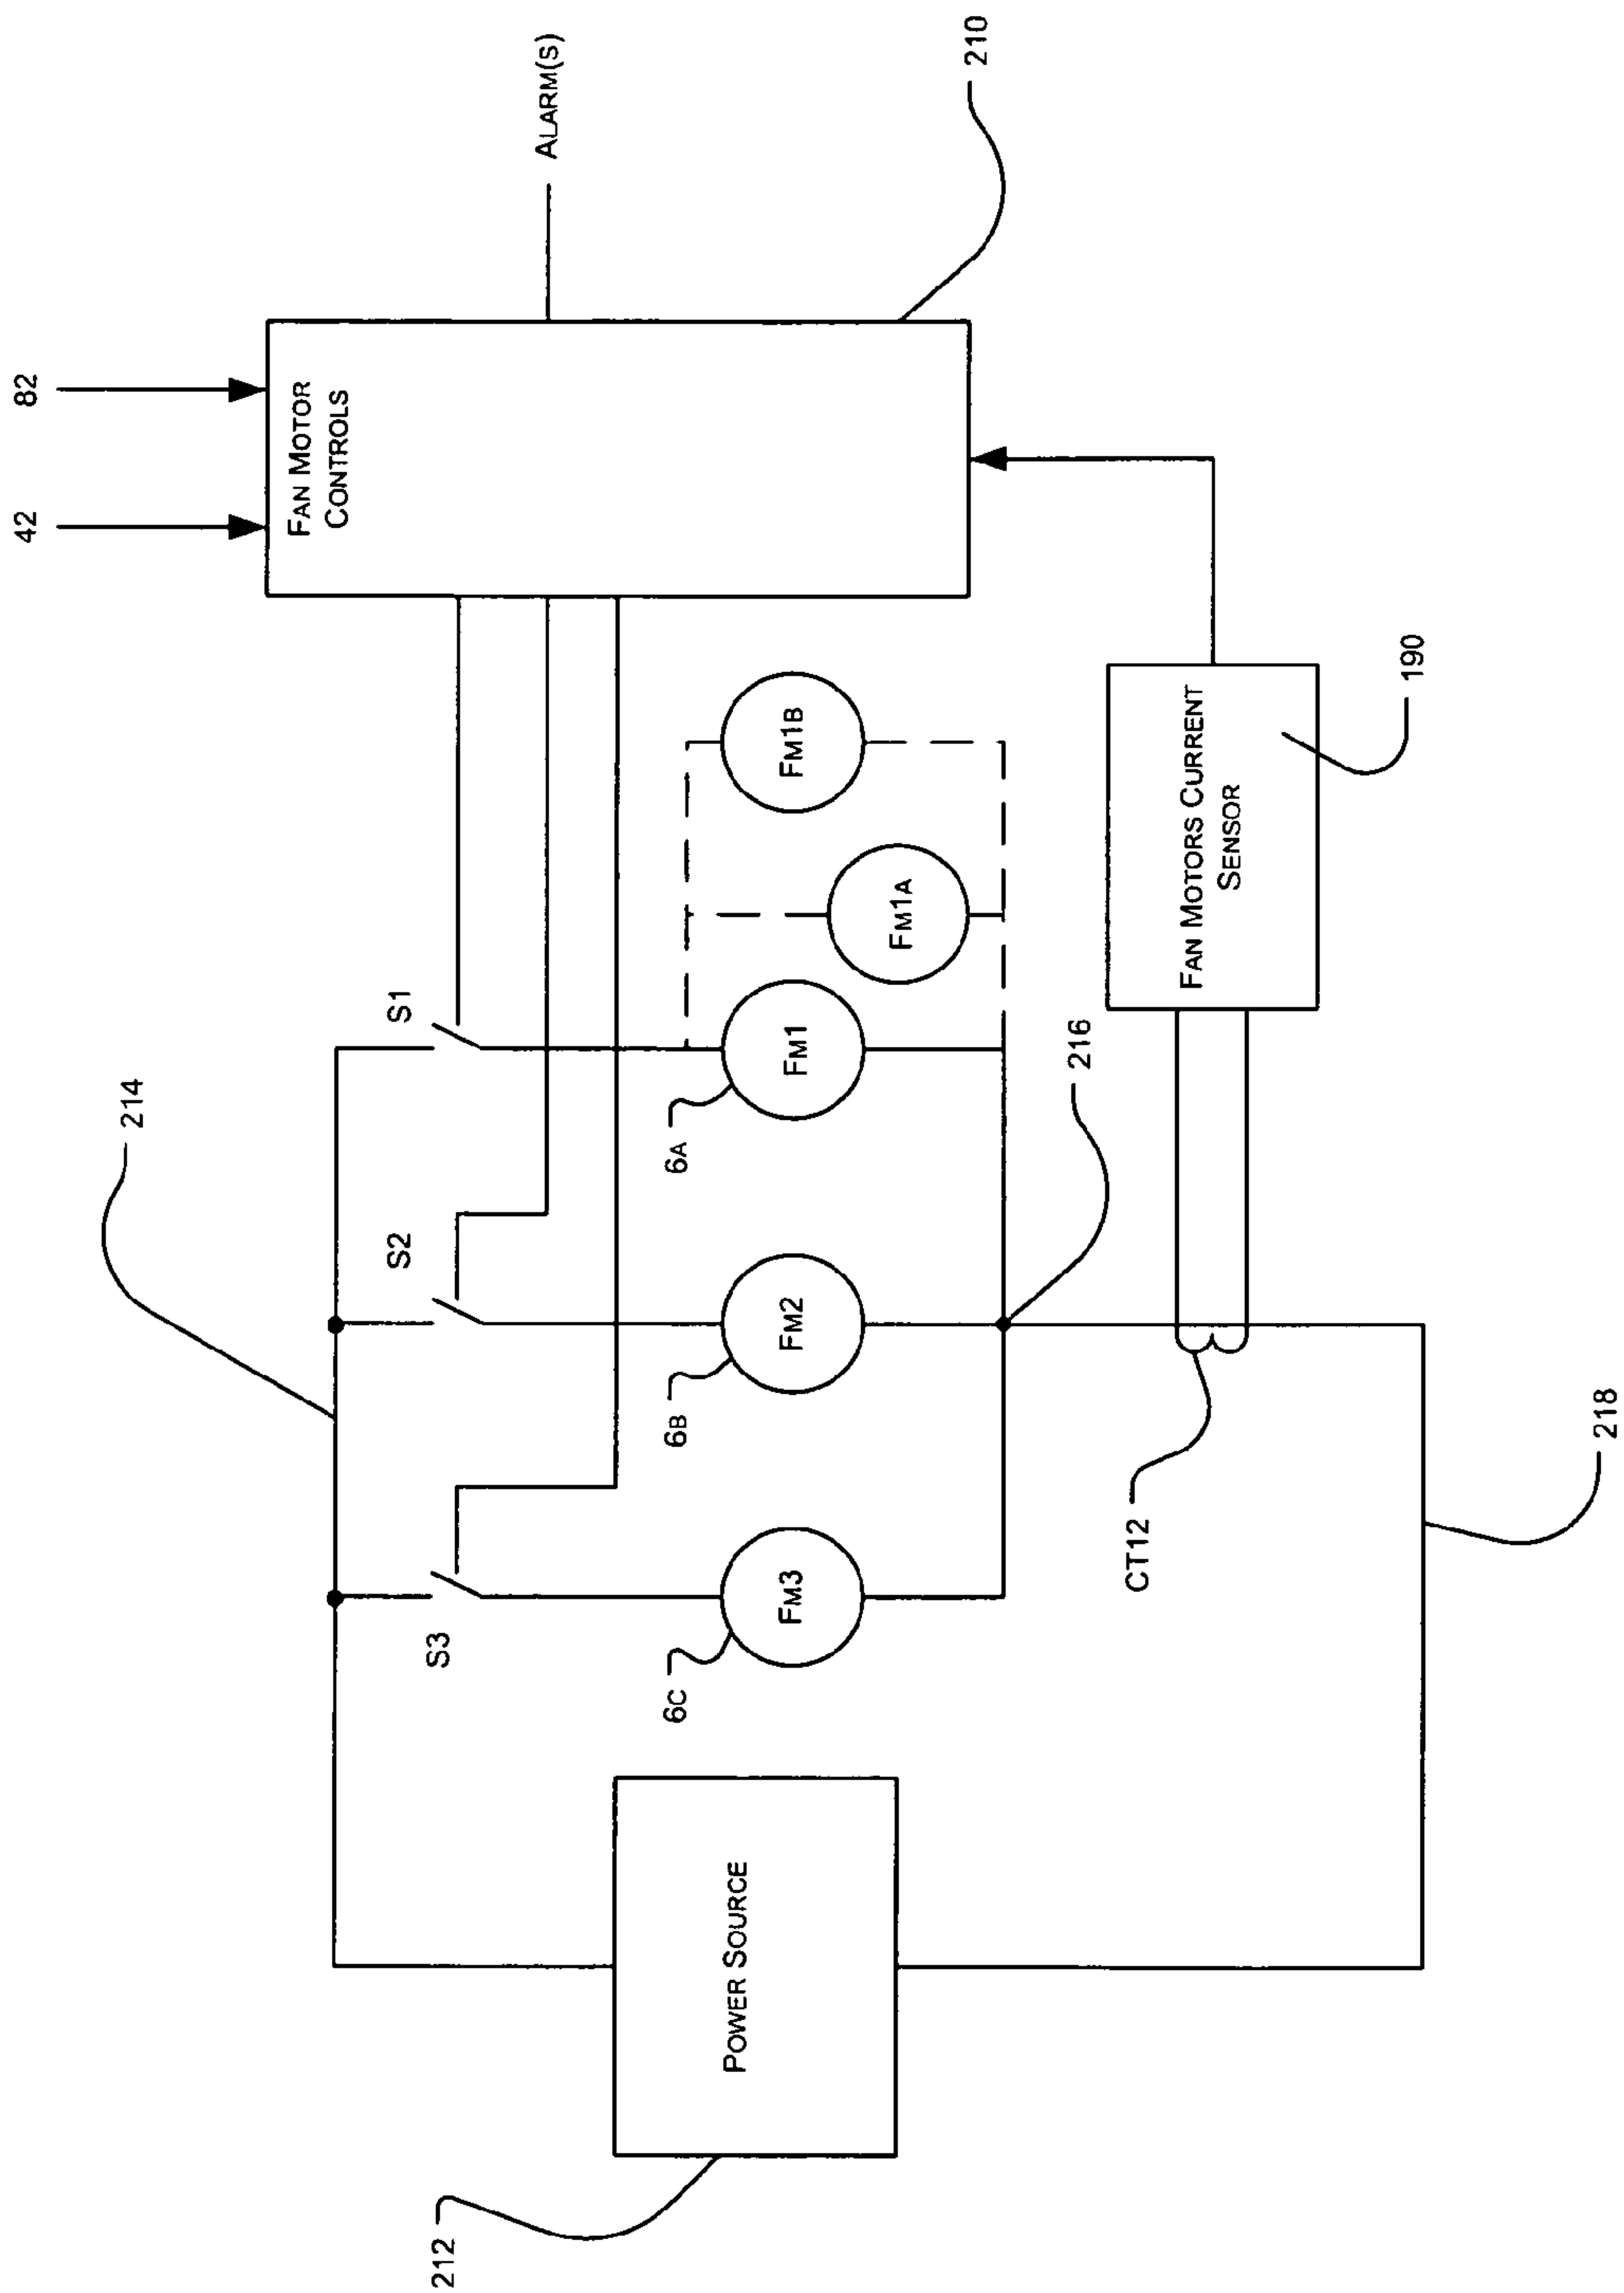 42
82
FAN MOTOR
CONTROLS
ALARM(S)
210
214
S3
S2
S1
6C
FM3
6B
FM2
6A
FM1
FM1A
FM1B
216
212
POWER SOURCE
CT12
FAN MOTORS CURRENT
SENSOR
190
218